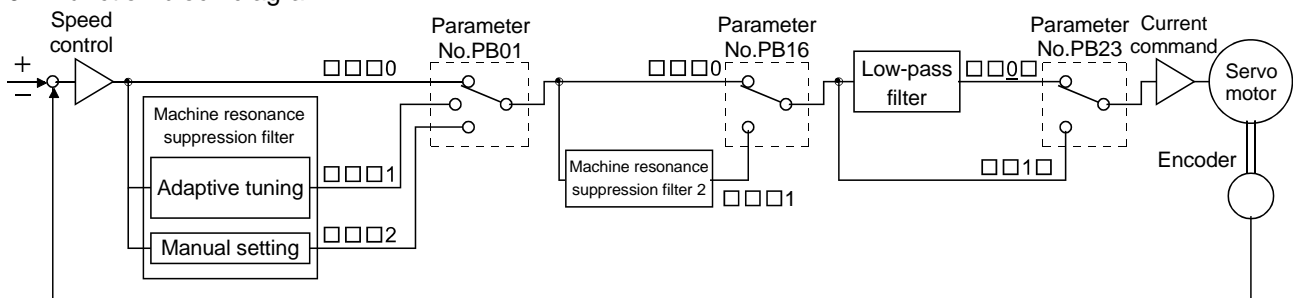 Speed
control
+
−
□□□0
Machine resonance
suppression filter
Adaptive tuning
□□□1
Manual setting
□□□2
Parameter
No.PB01
□□□0
Machine resonance
suppression filter 2
□□□1
Parameter
No.PB16
Low-pass
filter
□□0□
□□1□
Parameter
No.PB23
Current
command
Servo
motor
Encoder